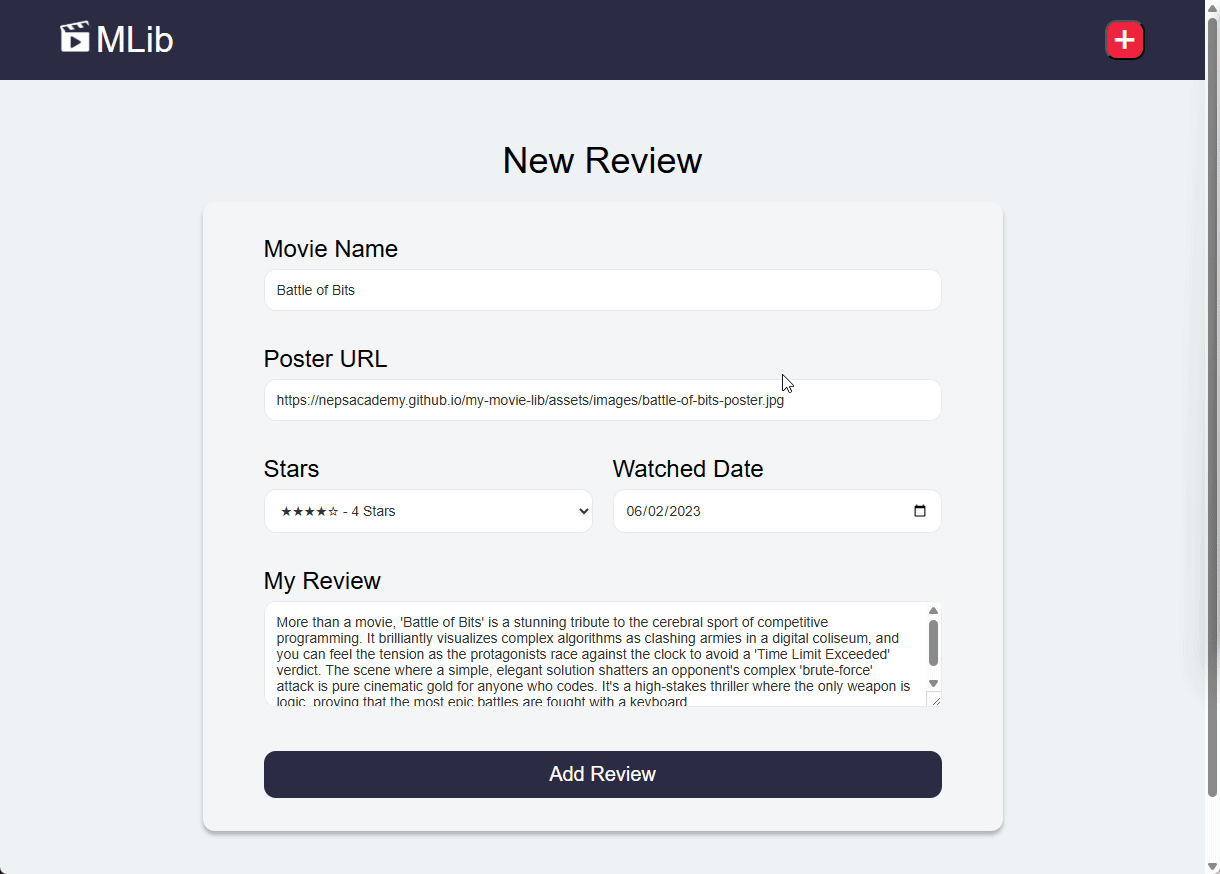 MLib
New Review
Movie Name
Battle of Bits
Poster URL
https://nepsacademy.github.io/my-movie-lib/assets/images/battle-of-bits-poster.jpg
Stars
Watched Date
★★★★☆ - 4 Stars
06/02/2023
My Review
More than a movie, 'Battle of Bits' is a stunning tribute to the cerebral sport of competitive
programming. It brilliantly visualizes complex algorithms as clashing armies in a digital coliseum, and
you can feel the tension as the protagonists race against the clock to avoid a 'Time Limit Exceeded'
verdict. The scene where a simple, elegant solution shatters an opponent's complex 'brute-force'
attack is pure cinematic gold for anyone who codes. It's a high-stakes thriller where the only weapon is
logic, proving that the most epic battles are fought with a keyboard
Add Review